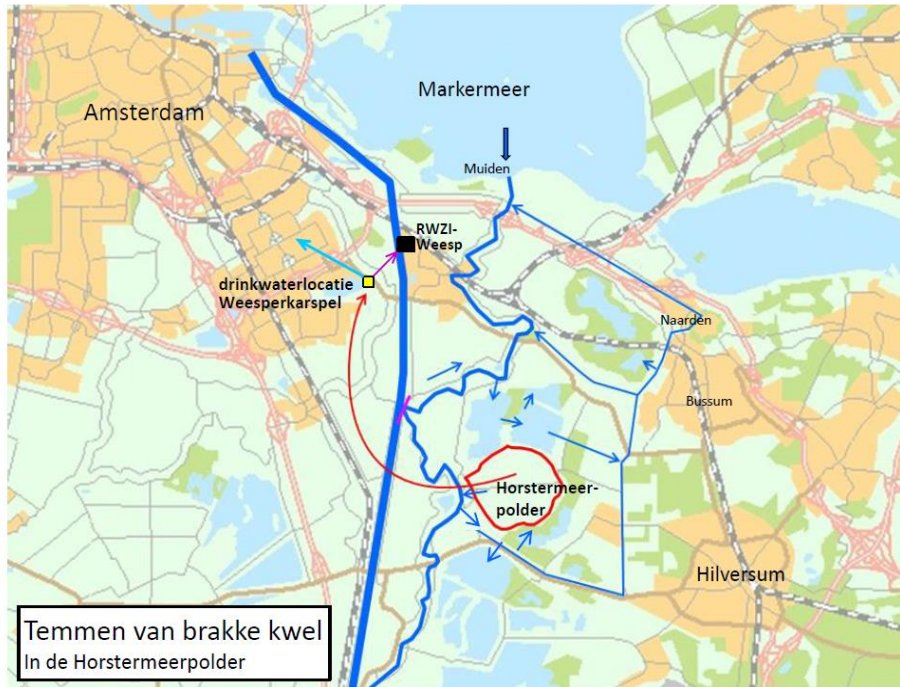 Markermeer
Amsterdam
Muiden
RWZI-
Weesp
drinkwaterlocatie
Weesperkarspel
Naarden
Bussum
Horstermeer-
polder
Hilversum
Temmen van brakke kwel
In de Horstermeerpolder